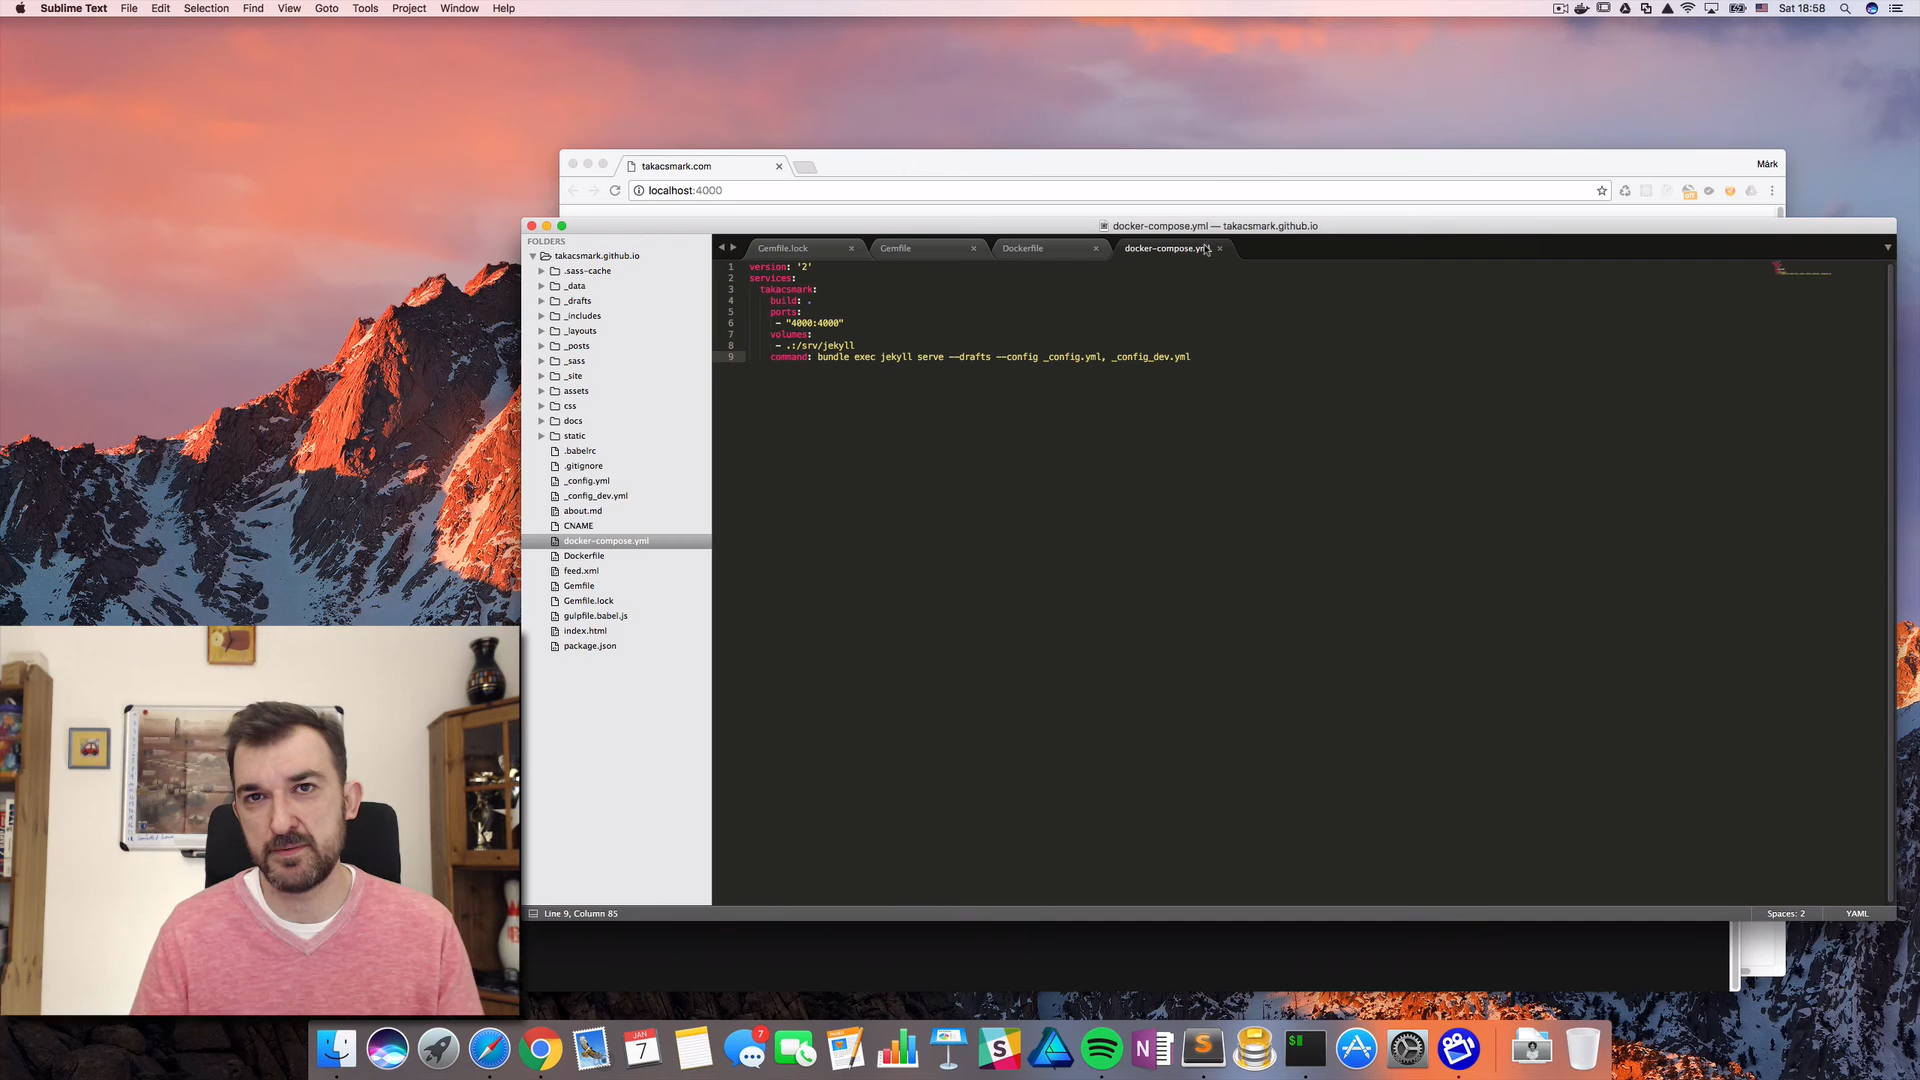 Sublime Text File Edit Selection Find View Goto Tools Project Window Help
Sat 18:58
takacsmark.com
Márk
localhost:4000
off
docker-compose.yml — takacsmark.github.io
FOLDERS
takacsmark.github.io
.sass-cache
_data
_drafts
_includes
_layouts
_posts
_sass
_site
assets
css
docs
static
.babelrc
.gitignore
_config.yml
_config_dev.yml
about.md
CNAME
docker-compose.yml
Dockerfile
feed.xml
Gemfile
Gemfile.lock
gulpfile.babel.js
index.html
package.json
Gemfile.lock Gemfile Dockerfile docker-compose.yml
1 version: '2'
2 services:
3 takacsmark:
4 build: .
5 ports:
6 - "4000:4000"
7 volumes:
8 - .:/srv/jekyll
9 command: bundle exec jekyll serve --drafts --config _config.yml, _config_dev.yml
Line 9, Column 85
Spaces: 2 YAML
JAN
7
7
PAGES
S
N
S
$